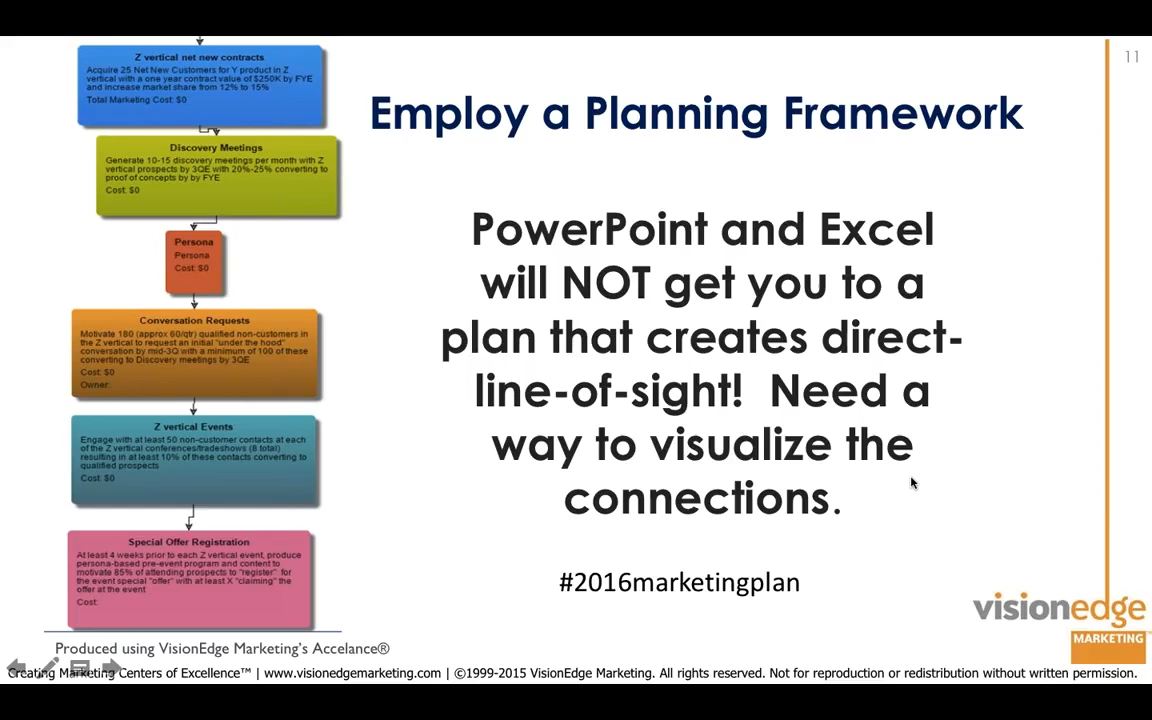 11
Employ a Planning Framework
PowerPoint and Excel
will NOT get you to a
plan that creates direct-
line-of-sight! Need a
way to visualize the
connections.
#2016marketingplan
Z vertical net new contracts
Acquire 25 Net New Customers for Y product in Z
vertical with a one year contract value of $250K by FYE
and increase market share from 12% to 15%
Total Marketing Cost: $0
Discovery Meetings
Generate 10-15 discovery meetings per month with Z
vertical prospects by 3QE with 20%-25% converting to
proof of concepts by by FYE
Cost: $0
Persona
Persona
Cost: $0
Conversation Requests
Motivate 180 (approx 60/qtr) qualified non-customers in
the Z vertical to request an initial "under the hood"
conversation by mid-3Q with a minimum of 100 of these
converting to Discovery meetings by 3QE
Cost: $0
Owner:
Z vertical Events
Engage with at least 50 non-customer contacts at each
of the Z vertical conferences/tradeshows (8 total)
resulting in at least 10% of these contacts converting to
qualified prospects
Cost: $0
Special Offer Registration
At least 4 weeks prior to each Z vertical event, produce
persona-based pre-event program and content to
motivate 85% of attending prospects to "register" for
the event special "offer" with at least X "claiming" the
offer at the event
Cost:
Produced using VisionEdge Marketing's Accelance®
visionedge
MARKETING
Creating Marketing Centers of Excellence™ | www.visionedgemarketing.com | ©1999-2015 VisionEdge Marketing. All rights reserved. Not for reproduction or redistribution without written permission.